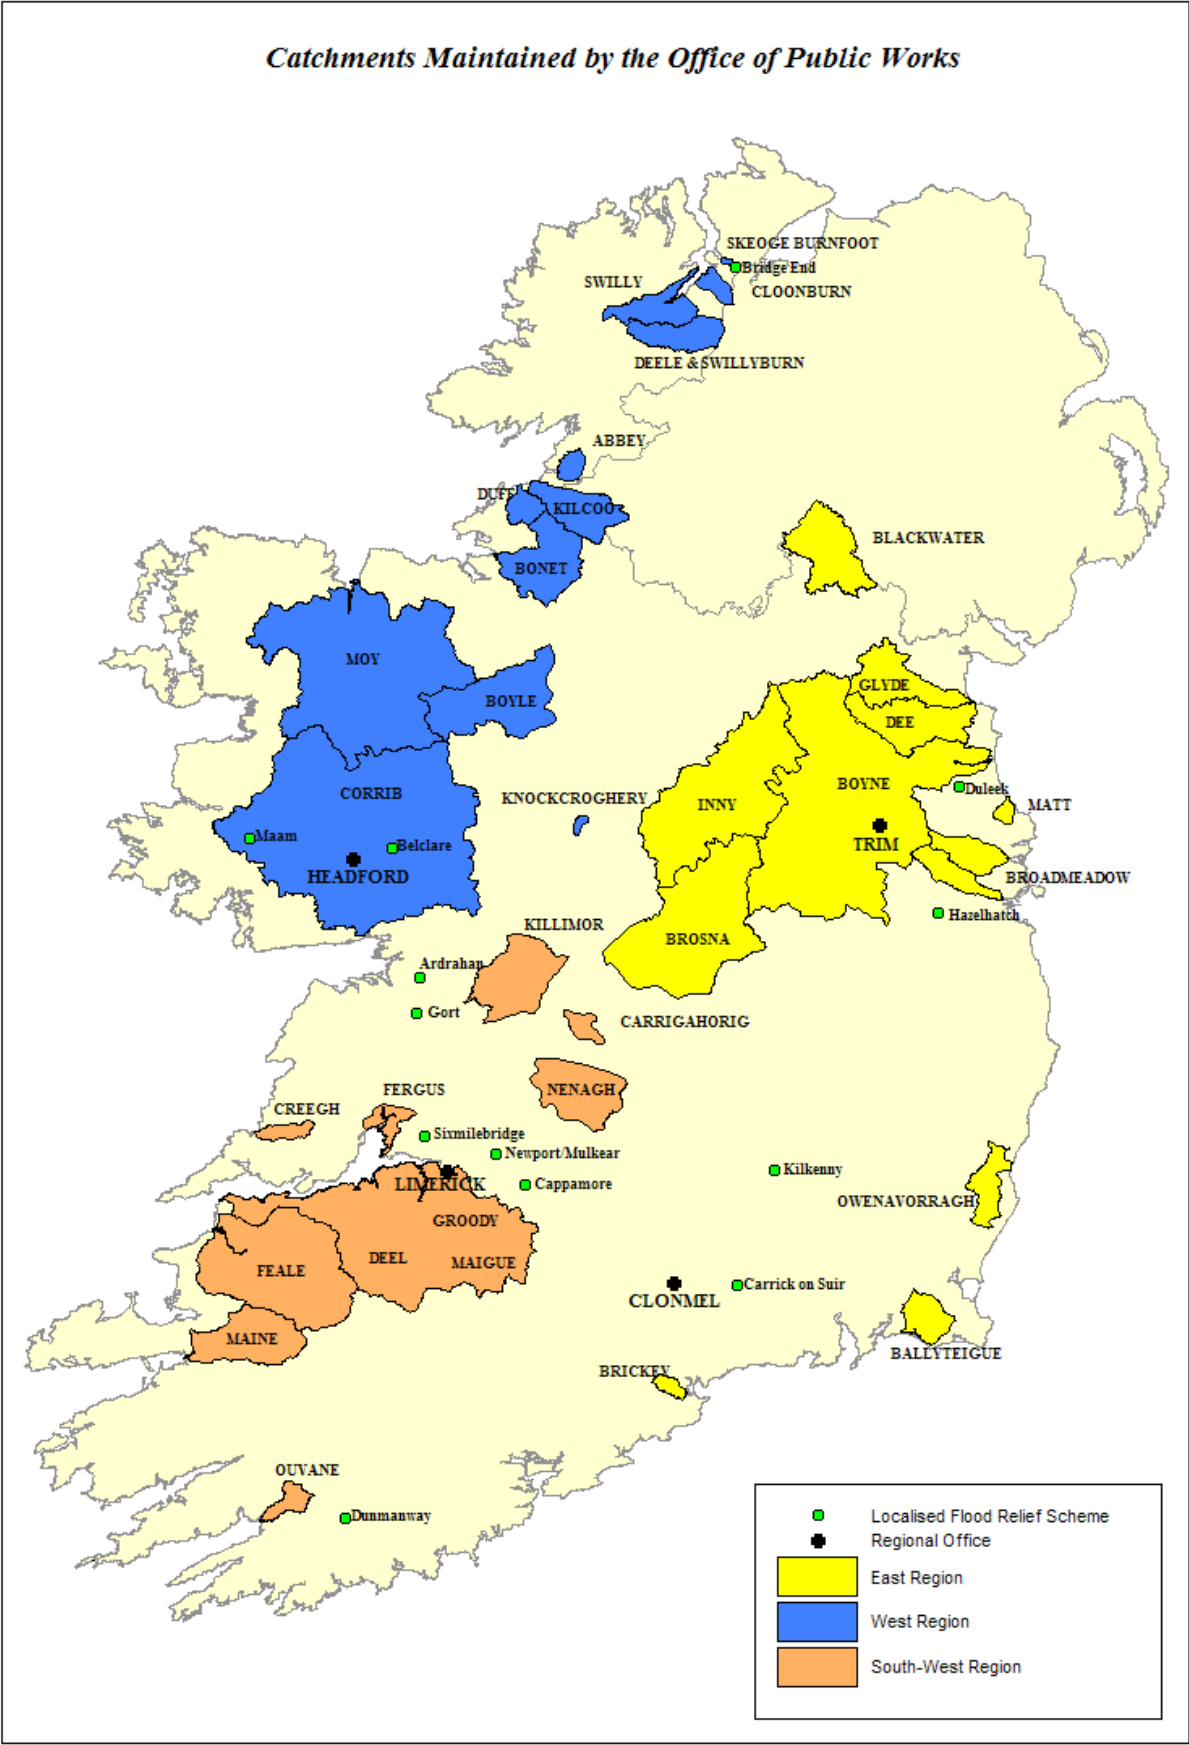 Catchments Maintained by the Office of Public Works
SKEOGE BURNFOOT
Bridge End
SWILLY
CLOONBURN
DEELE & SWILLYBURN
ABBEY
DUFF
KILCOO
BLACKWATER
BONET
MOY
GLYDE
BOYLE
DEE
BOYNE
Duleek
CORRIB
KNOCKCROGHERY
INNY
MATT
Maam
Belclare
TRIM
HEADFORD
BROADMEADOW
Hazelhatch
KILLIMOR
BROSNA
Ardrahan
Gort
CARRIGAHORIG
FERGUS
NENAGH
CREEGH
Sixmilebridge
Newport/Mulkear
Kilkenny
LIMERICK
Cappamore
OWENAVORRAGH
GROODY
DEEL
MAIGUE
FEALE
Carrick on Suir
CLONMEL
MAINE
BALLYTEIGUE
BRICKEY
OUVANE
Dunmanway
Localised Flood Relief Scheme
Regional Office
East Region
West Region
South-West Region